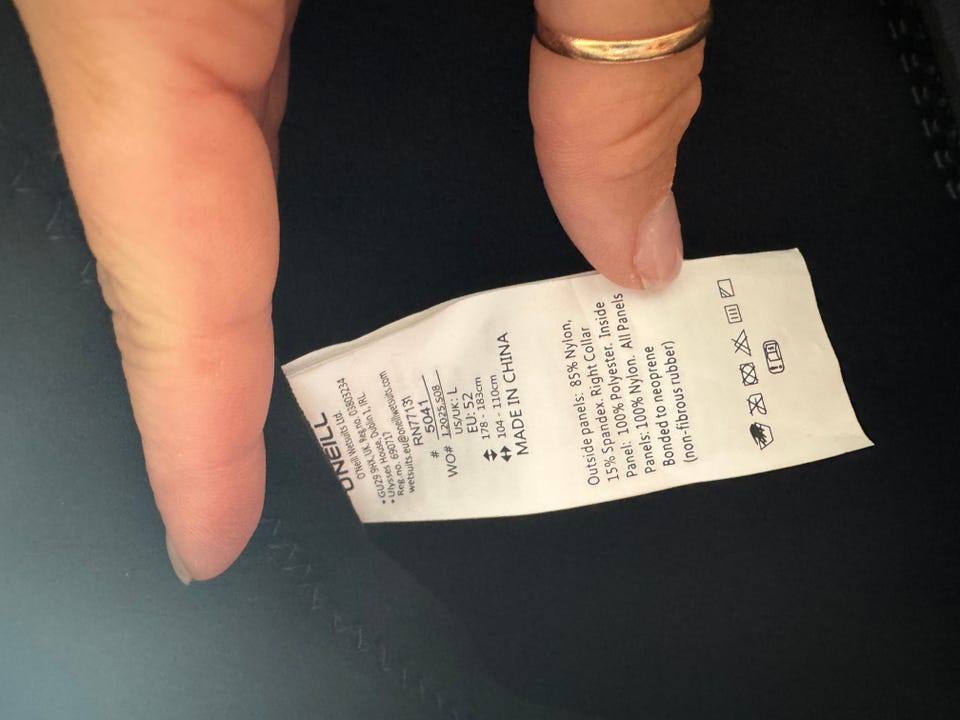 O'NEILL
O'Neill Wetsuits Ltd.
• GU29 9HX, UK. Reg no. 03803234
• Ulysses House, Dublin 1, IRL
Reg.no. 690717
wetsuits.eu@oneillwetsuits.com
RN77131
# 5041
WO# 12025.S08
US/UK: L
EU: 52
178 - 183cm
104 - 110cm
MADE IN CHINA
Outside panels: 85% Nylon,
15% Spandex. Right Collar
Panel: 100% Polyester. Inside
Panels: 100% Nylon. All Panels
Bonded to neoprene
(non-fibrous rubber)